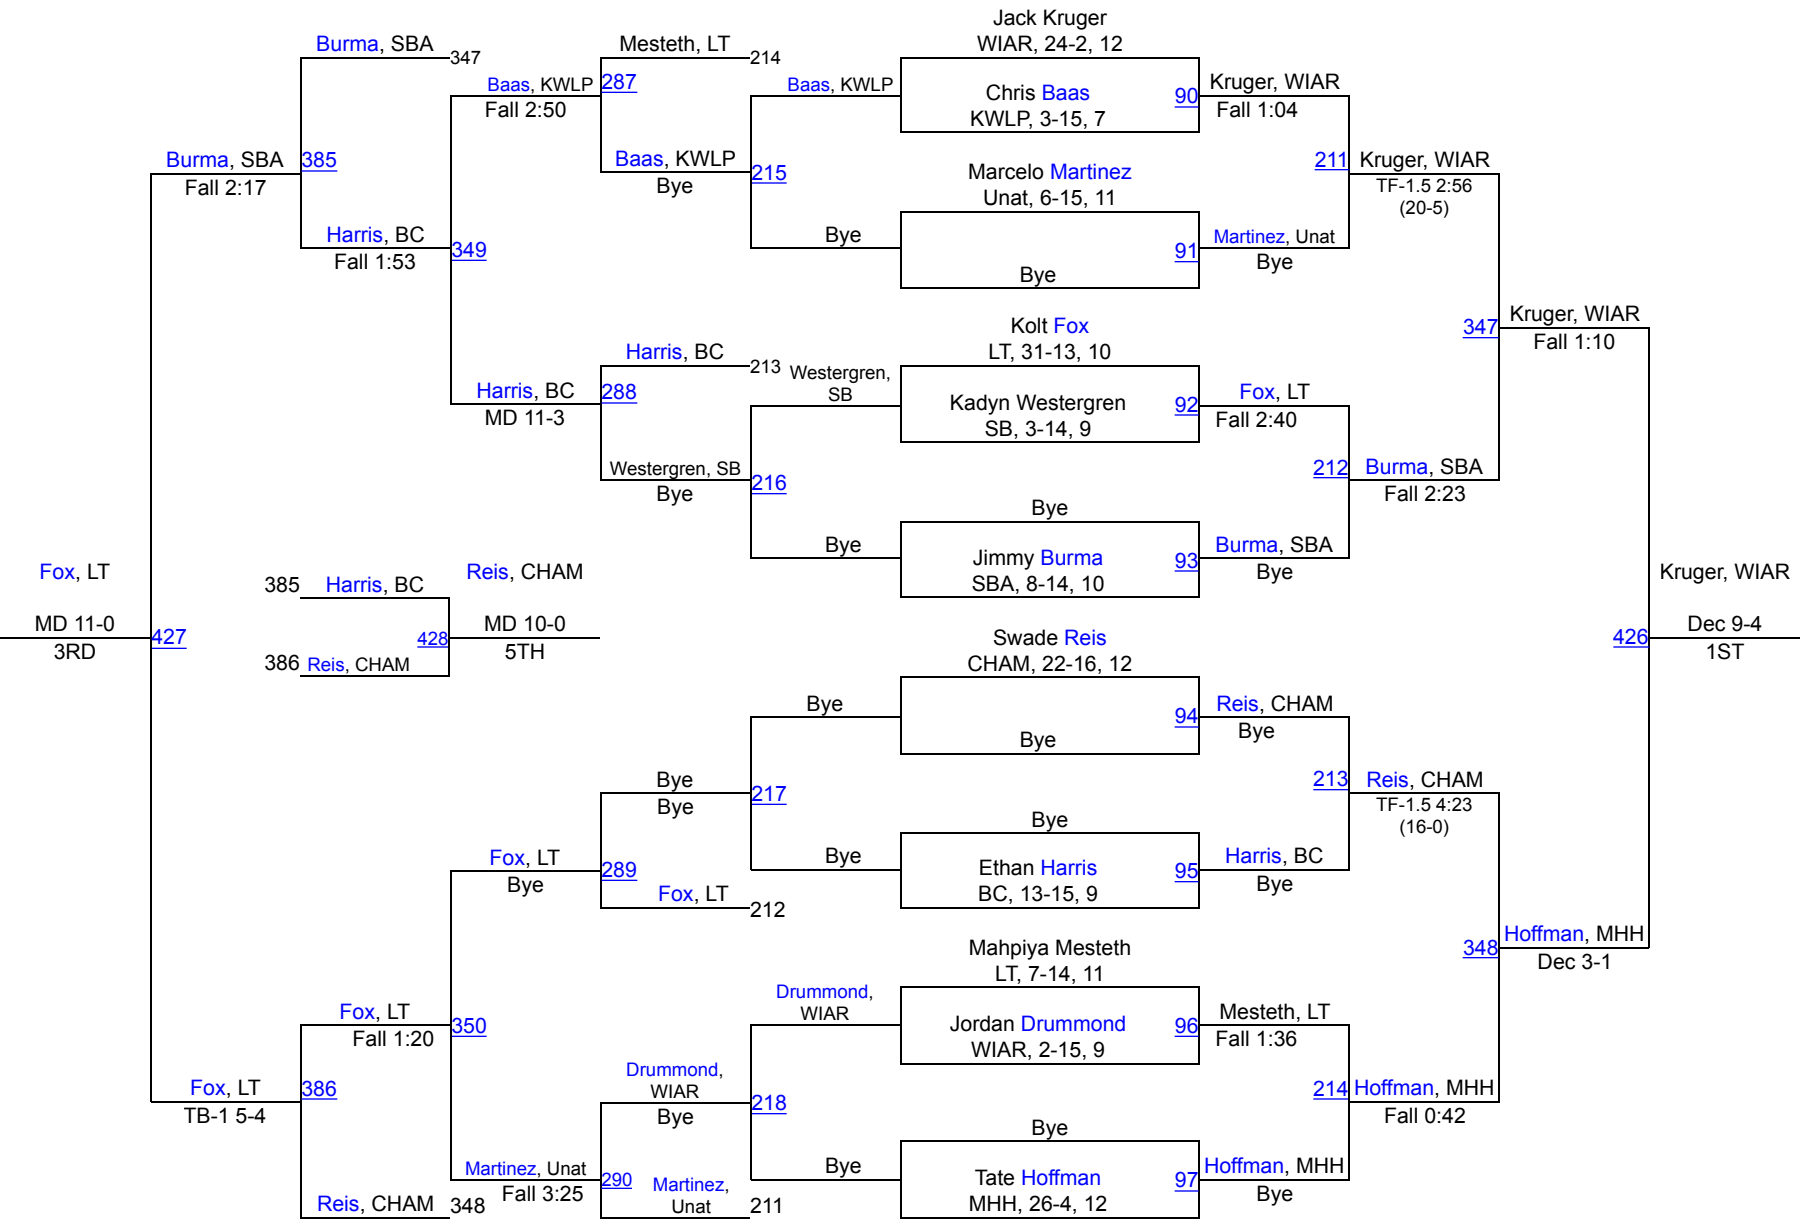 Jack Kruger
WIAR, 24-2, 12
Burma, SBA
347
Mesteth, LT
214
Baas, KWLP
287
Fall 2:50
Baas, KWLP
Chris Baas
KWLP, 3-15, 7
90
Kruger, WIAR
Fall 1:04
Burma, SBA
385
Fall 2:17
Baas, KWLP
Bye
215
Marcelo Martinez
Unat, 6-15, 11
211
Kruger, WIAR
TF-1.5 2:56
(20-5)
Harris, BC
Fall 1:53
349
Bye
Bye
91
Martinez, Unat
Bye
Kolt Fox
LT, 31-13, 10
347
Kruger, WIAR
Fall 1:10
Harris, BC
213
Westergren,
SB
Harris, BC
288
MD 11-3
Kadyn Westergren
SB, 3-14, 9
92
Fox, LT
Fall 2:40
Westergren, SB
Bye
216
212
Burma, SBA
Fall 2:23
Bye
Bye
Jimmy Burma
SBA, 8-14, 10
93
Burma, SBA
Bye
Fox, LT
MD 11-0
3RD
427
385
Harris, BC
386
Reis, CHAM
428
Reis, CHAM
MD 10-0
5TH
Kruger, WIAR
426
Dec 9-4
1ST
Swade Reis
CHAM, 22-16, 12
Bye
Bye
94
Reis, CHAM
Bye
Bye
Bye
217
213
Reis, CHAM
TF-1.5 4:23
(16-0)
Bye
Fox, LT
Bye
289
Fox, LT
212
Bye
Ethan Harris
BC, 13-15, 9
95
Harris, BC
Bye
Mahpiya Mesteth
LT, 7-14, 11
348
Hoffman, MHH
Dec 3-1
Fox, LT
Fall 1:20
350
Drummond,
WIAR
Jordan Drummond
WIAR, 2-15, 9
96
Mesteth, LT
Fall 1:36
Fox, LT
TB-1 5-4
386
Drummond,
WIAR
Bye
218
214
Hoffman, MHH
Fall 0:42
Bye
Bye
Tate Hoffman
MHH, 26-4, 12
97
Hoffman, MHH
Bye
Martinez, Unat
Fall 3:25
290
Martinez,
Unat
211
Reis, CHAM
348